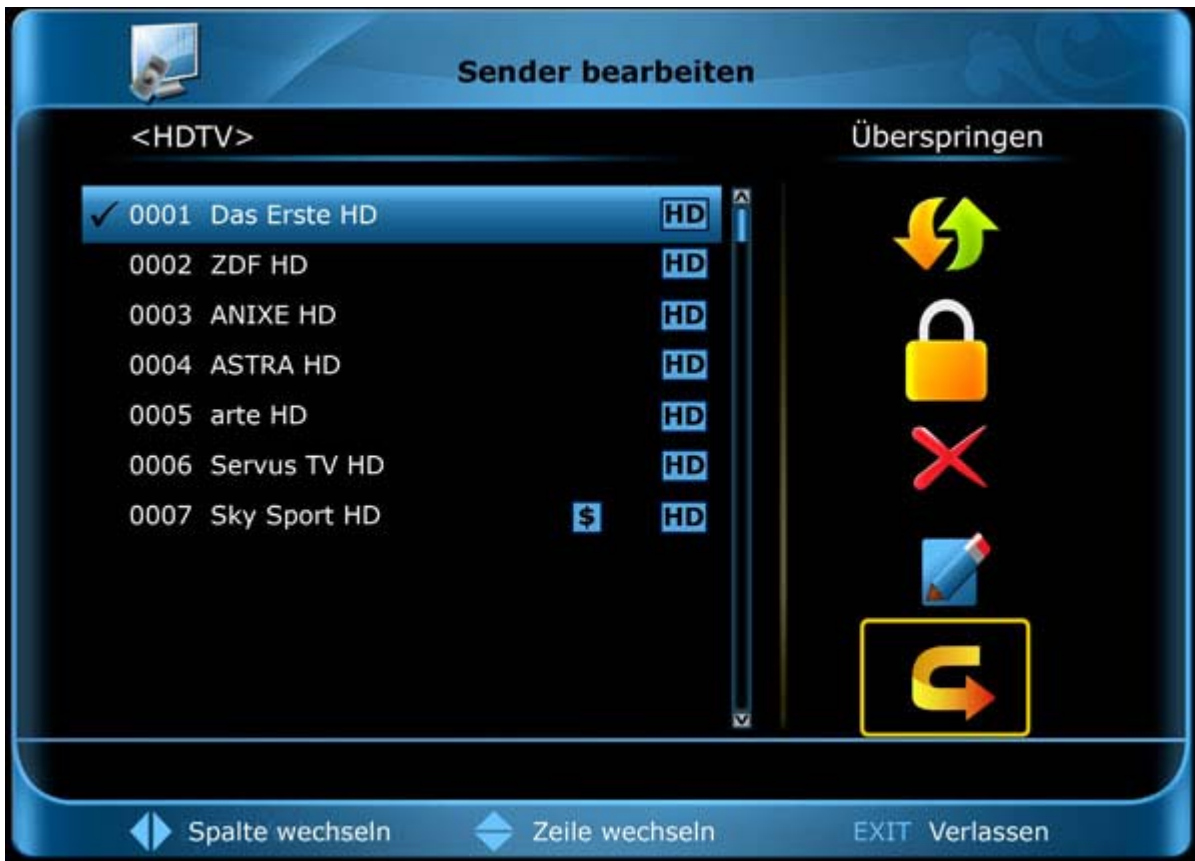 Sender bearbeiten
<HDTV>
Überspringen
0001 Das Erste HD HD
0002 ZDF HD HD
0003 ANIXE HD HD
0004 ASTRA HD HD
0005 arte HD HD
0006 Servus TV HD HD
0007 Sky Sport HD $ HD
Spalte wechseln Zeile wechseln EXIT Verlassen